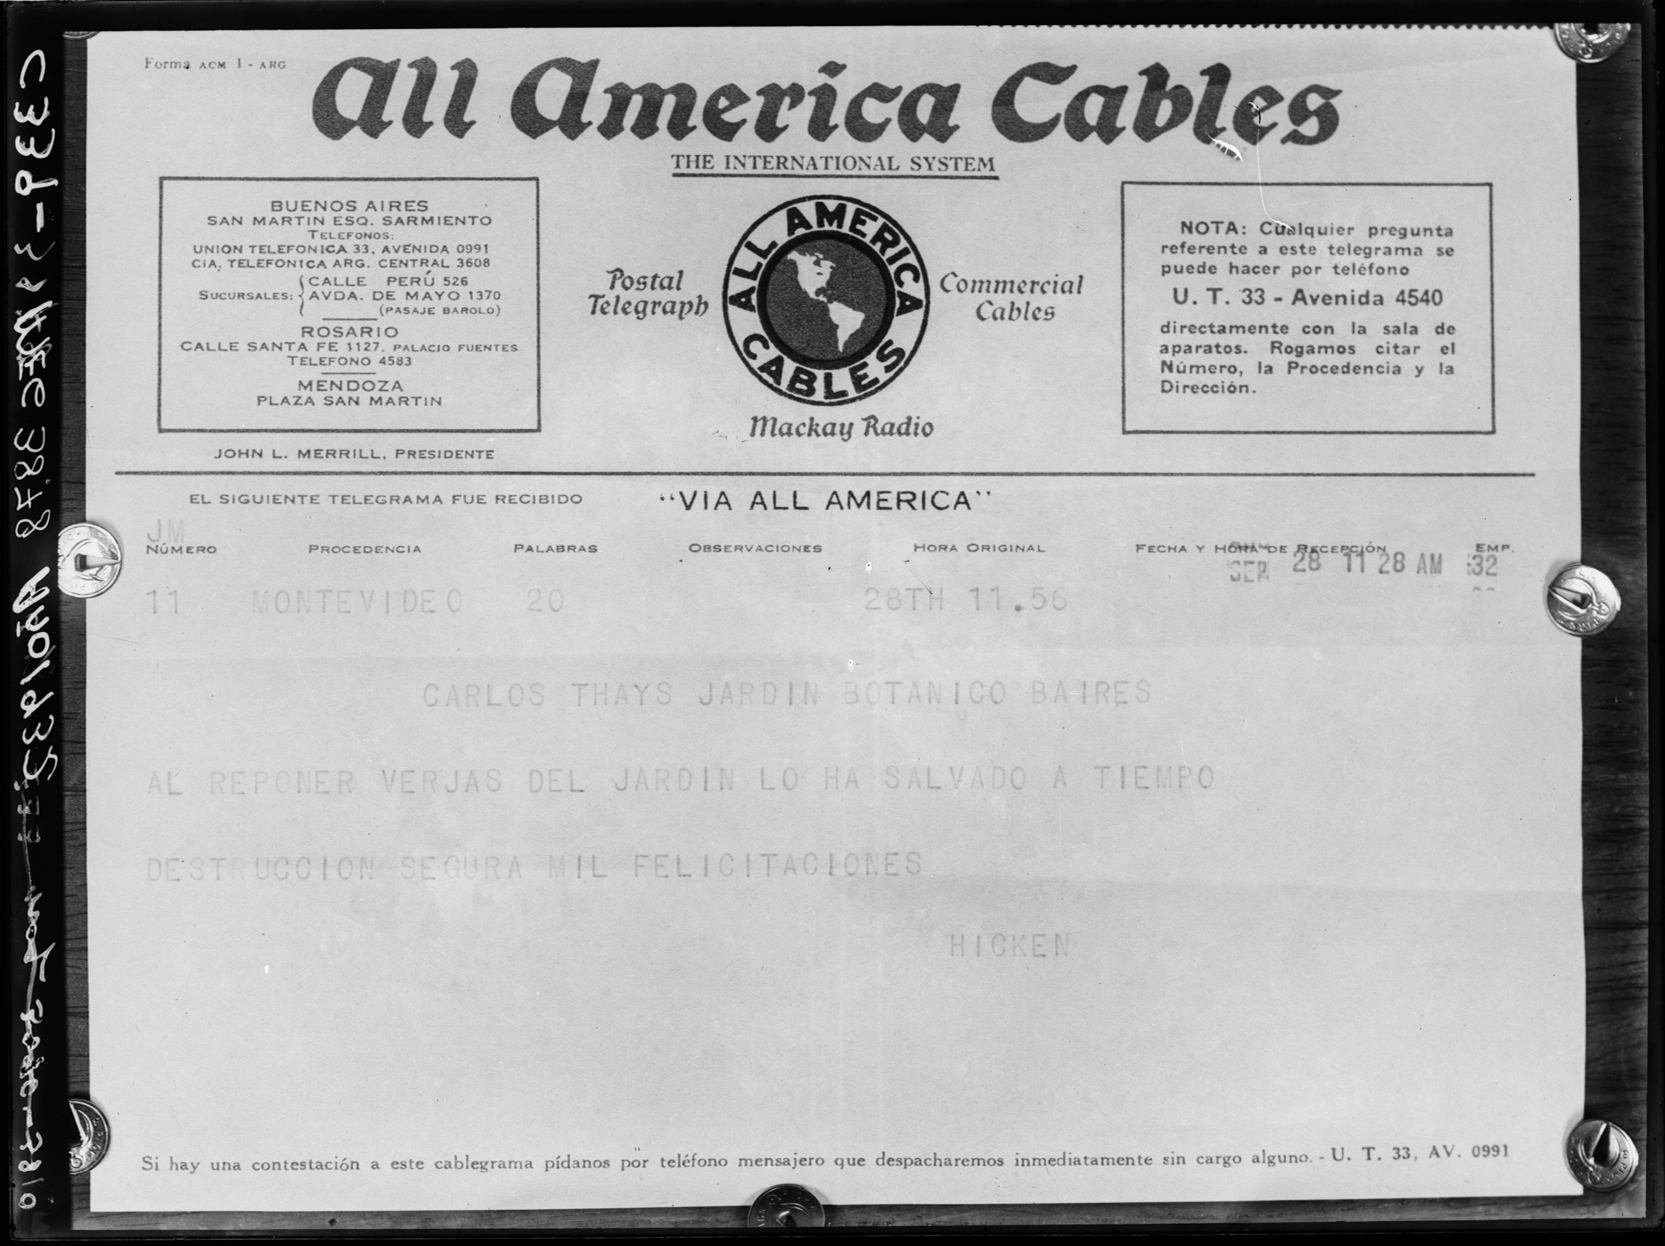 Forma ACM 1 - ARG
All America Cables
THE INTERNATIONAL SYSTEM
BUENOS AIRES
SAN MARTIN ESQ. SARMIENTO
TELEFONOS:
UNION TELEFONICA 33, AVENIDA 0991
CIA. TELEFONICA ARG. CENTRAL 3608
SUCURSALES: CALLE PERÚ 526
AVDA. DE MAYO 1370
(PASAJE BAROLO)
ROSARIO
CALLE SANTA FE 1127, PALACIO FUENTES
TELEFONO 4583
MENDOZA
PLAZA SAN MARTIN
JOHN L. MERRILL, PRESIDENTE
Postal
Telegraph
ALL AMERICA
CABLES
Commercial
Cables
Mackay Radio
NOTA: Cualquier pregunta
referente a este telegrama se
puede hacer por teléfono
U. T. 33 - Avenida 4540
directamente con la sala de
aparatos. Rogamos citar el
Número, la Procedencia y la
Dirección.
EL SIGUIENTE TELEGRAMA FUE RECIBIDO "VIA ALL AMERICA"
JM
NÚMERO PROCEDENCIA PALABRAS OBSERVACIONES HORA ORIGINAL FECHA Y HORA DE RECEPCIÓN EMP.
SEP 28 11 28 AM 32
11 MONTEVIDEO 20 28TH 11.56
CARLOS THAYS JARDIN BOTANICO BAIRES
AL REPONER VERJAS DEL JARDIN LO HA SALVADO A TIEMPO
DESTRUCCION SEGURA MIL FELICITACIONES
HICKEN
Si hay una contestación a este cablegrama pídanos por teléfono mensajero que despacharemos inmediatamente sin cargo alguno. - U. T. 33, AV. 0991